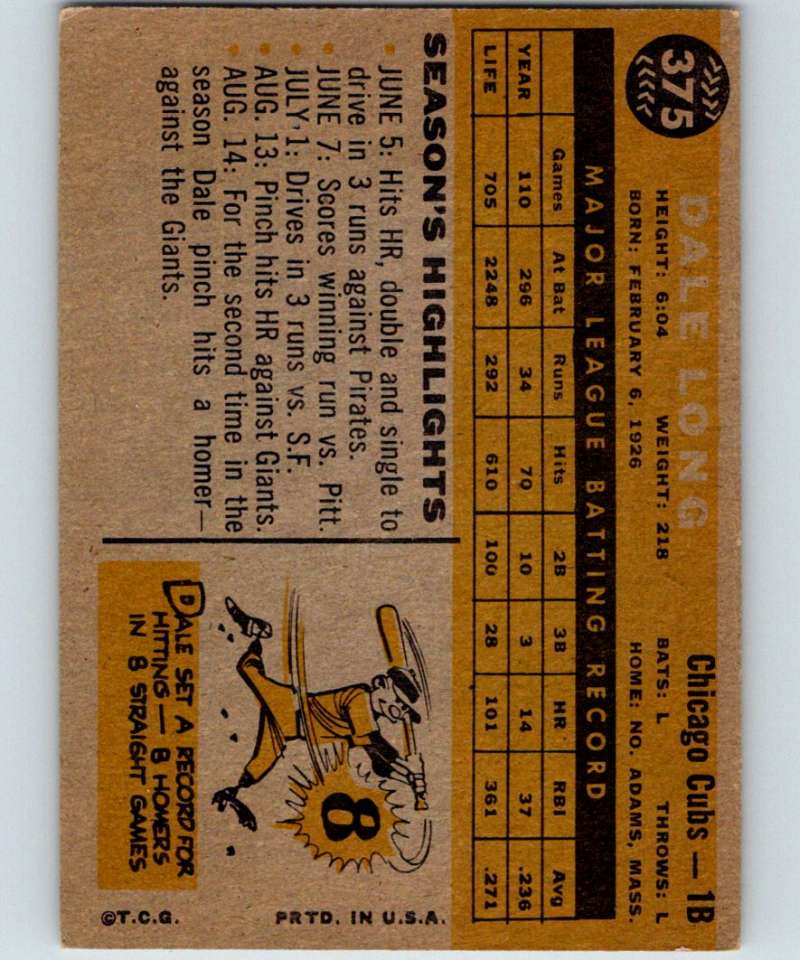 375
DALE LONG
Chicago Cubs — 1B
HEIGHT: 6:04 WEIGHT: 218 BATS: L THROWS: L
BORN: FEBRUARY 6, 1926 HOME: NO. ADAMS, MASS.
MAJOR LEAGUE BATTING RECORD
Games At Bat Runs Hits 2B 3B HR RBI Avg
YEAR 110 296 34 70 10 3 14 37 .236
LIFE 705 2248 292 610 100 28 101 361 .271
SEASON'S HIGHLIGHTS
• JUNE 5: Hits HR, double and single to
drive in 3 runs against Pirates.
• JUNE 7: Scores winning run vs. Pitt.
• JULY 1: Drives in 3 runs vs. S.F.
• AUG. 13: Pinch hits HR against Giants.
• AUG. 14: For the second time in the
season Dale pinch hits a homer—
against the Giants.
8
DALE SET A RECORD FOR
HITTING — 8 HOMERS
IN 8 STRAIGHT GAMES
©T.C.G. PRTD. IN U.S.A.